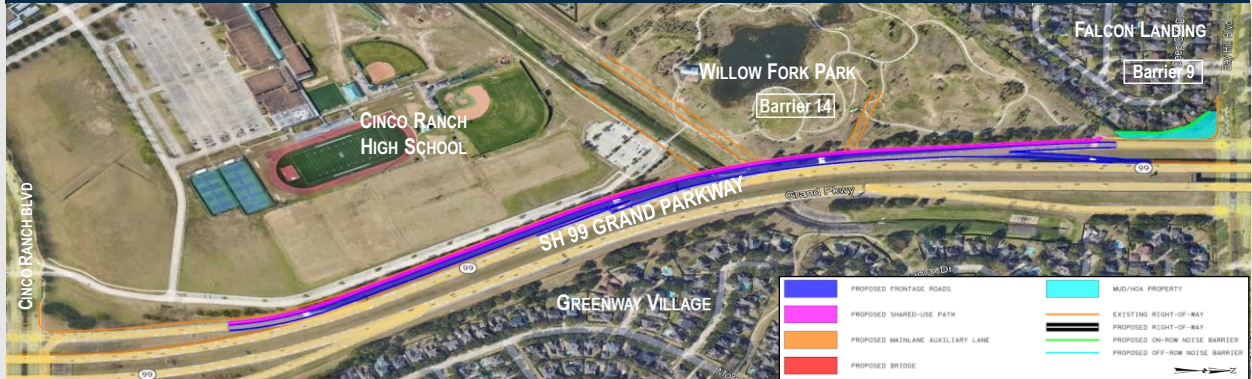 FALCON LANDING
Barrier 9
Bay Hill Blvd
WILLOW FORK PARK
Barrier 14
CINCO RANCH
HIGH SCHOOL
99
SH 99 GRAND PARKWAY
Grand Pkwy
CINCO RANCH BLVD
99
GREENWAY VILLAGE
99
PROPOSED FRONTAGE ROADS
PROPOSED SHARED-USE PATH
PROPOSED MAINLANE AUXILIARY LANE
PROPOSED BRIDGE
MUD/HOA PROPERTY
EXISTING RIGHT-OF-WAY
PROPOSED RIGHT-OF-WAY
PROPOSED ON-ROW NOISE BARRIER
PROPOSED OFF-ROW NOISE BARRIER
Z